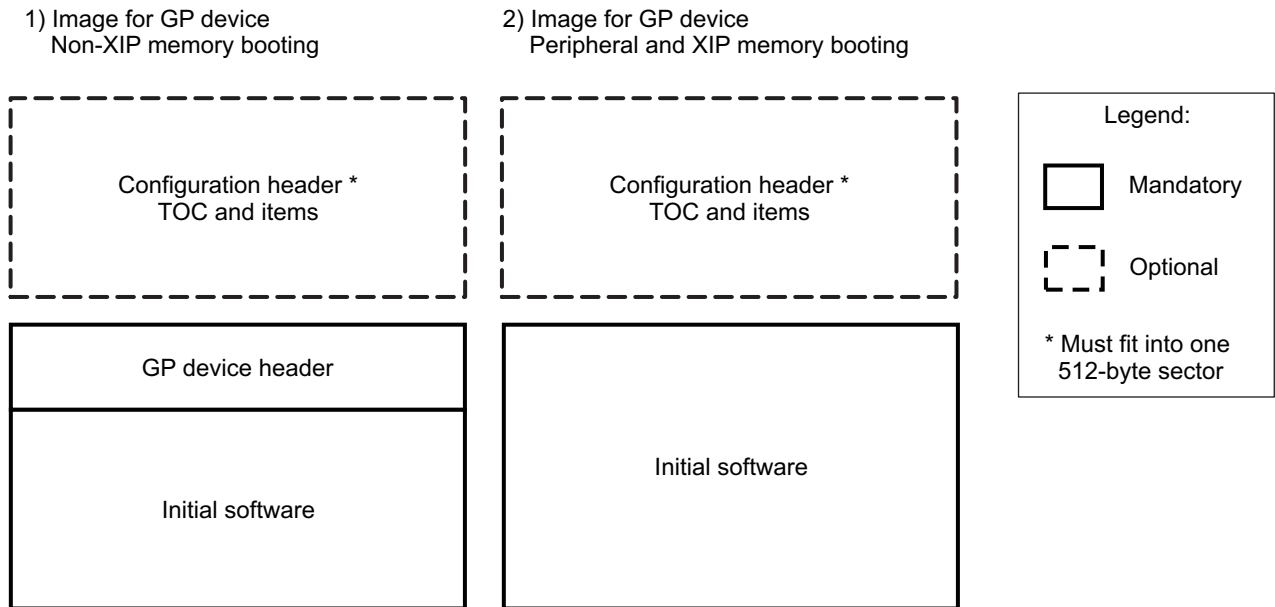 1) Image for GP device
Non-XIP memory booting
2) Image for GP device
Peripheral and XIP memory booting
Configuration header *
TOC and items
GP device header
Initial software
Configuration header *
TOC and items
Initial software
Legend:
Mandatory
Optional
* Must fit into one
512-byte sector